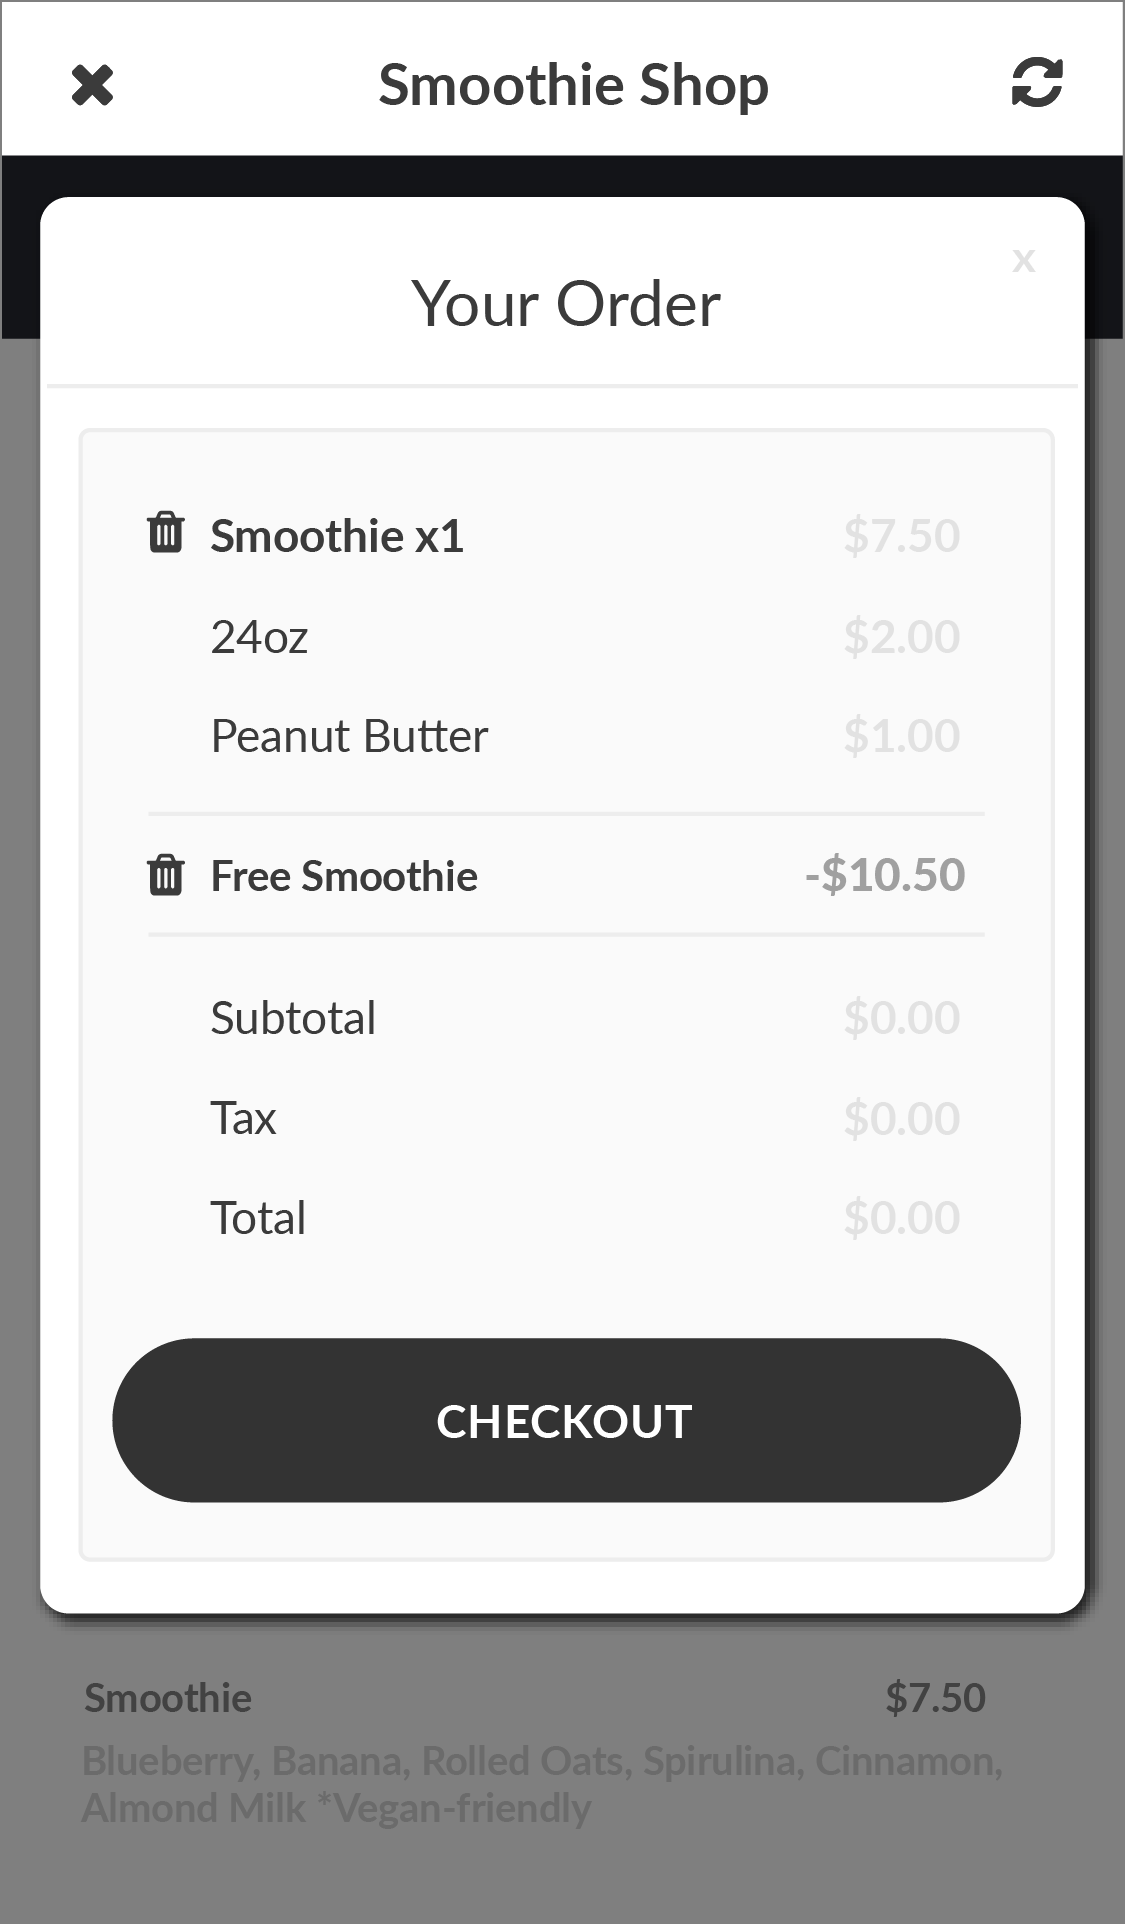 Smoothie Shop
x
Your Order
Smoothie x1 $7.50
24oz $2.00
Peanut Butter $1.00
Free Smoothie -$10.50
Subtotal $0.00
Tax $0.00
Total $0.00
CHECKOUT
Smoothie $7.50
Blueberry, Banana, Rolled Oats, Spirulina, Cinnamon,
Almond Milk *Vegan-friendly